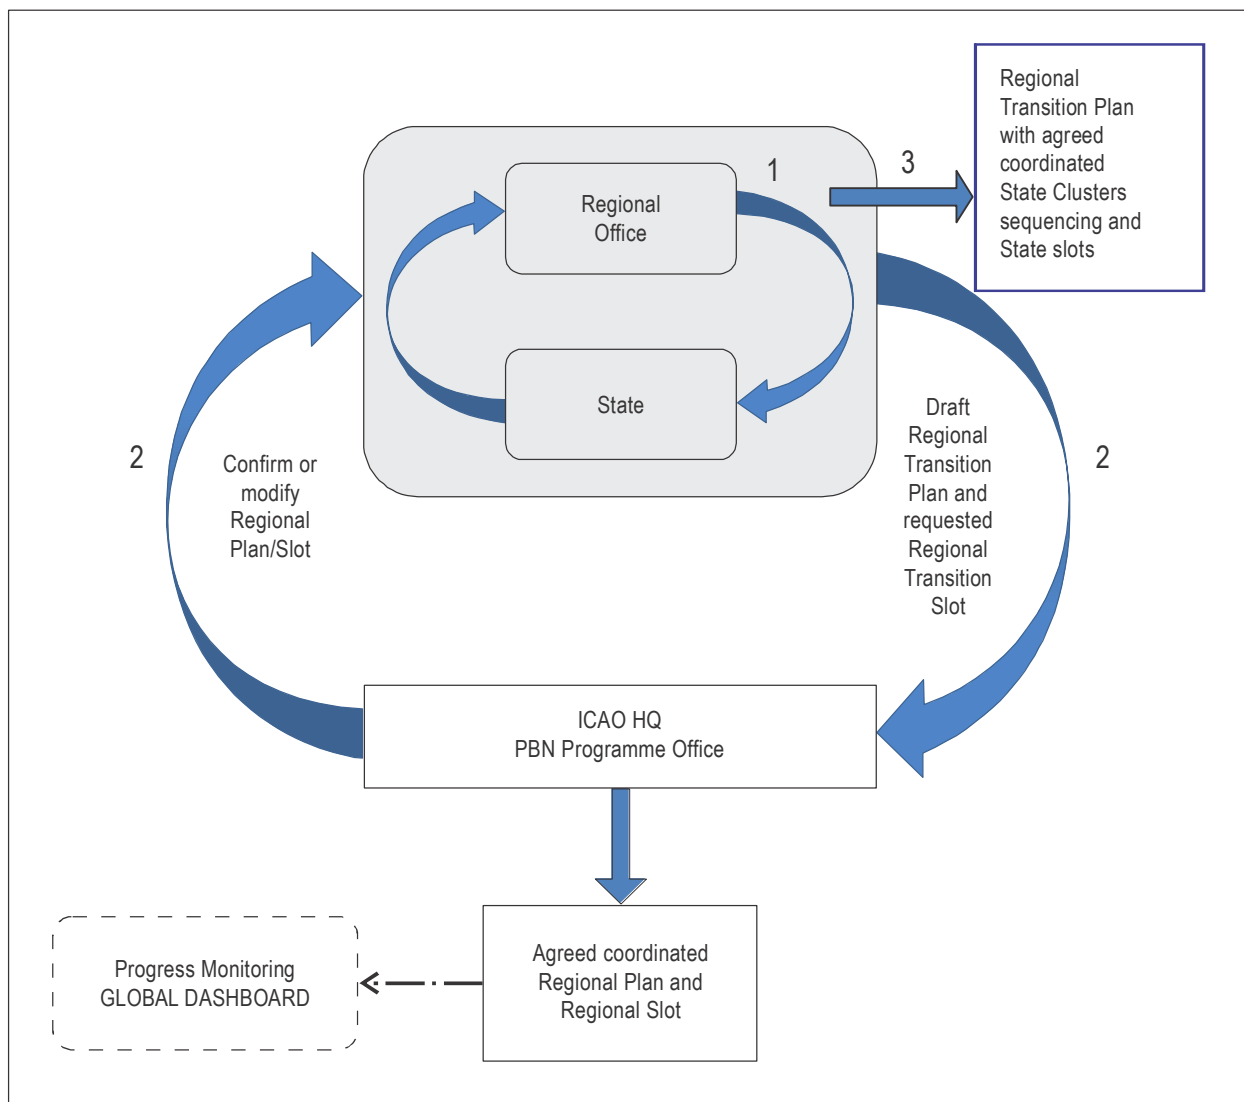 Regional
Transition Plan
with agreed
coordinated
State Clusters
sequencing and
State slots
1
3
Regional
Office
State
2
Confirm or
modify
Regional
Plan/Slot
Draft
Regional
Transition
Plan and
requested
Regional
Transition
Slot
2
ICAO HQ
PBN Programme Office
Agreed coordinated
Regional Plan and
Regional Slot
Progress Monitoring
GLOBAL DASHBOARD